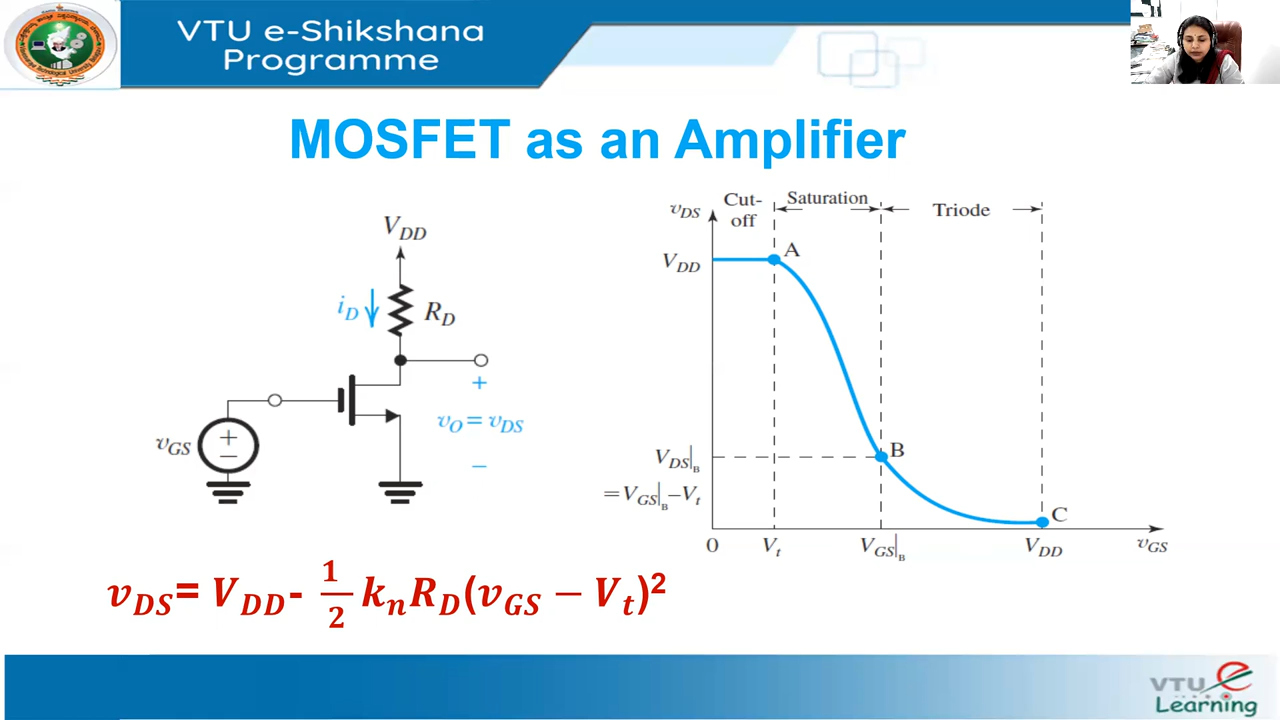 VTU e-Shikshana
Programme
MOSFET as an Amplifier
V_DD
i_D
R_D
+
v_O = v_DS
−
v_GS
+
−
v_DS
Cut-
off
Saturation
Triode
V_DD
A
B
V_DS|_B
= V_GS|_B – V_t
C
0
V_t
V_GS|_B
V_DD
v_GS
v_DS= V_DD- 1/2 k_n R_D(v_GS − V_t)²
VTU e
Learning